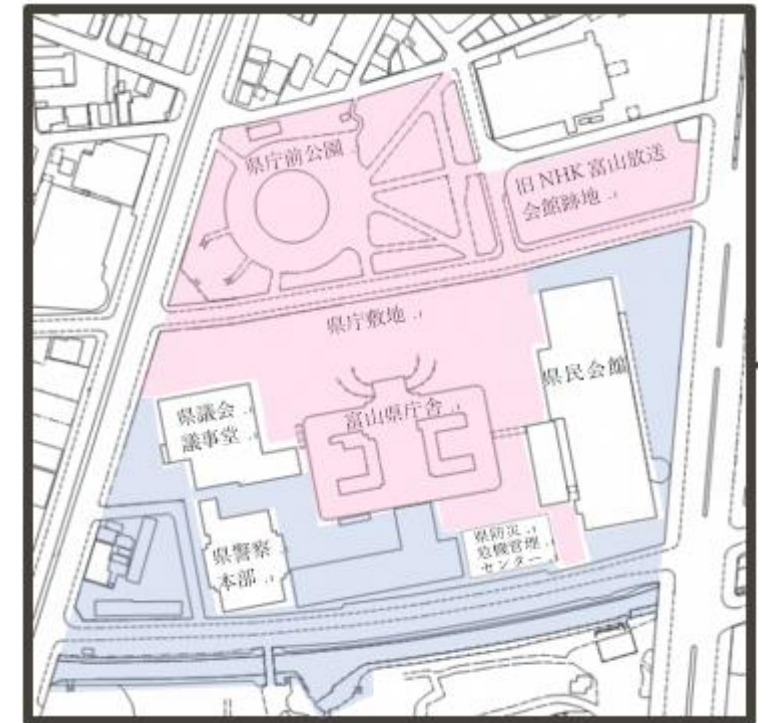 県庁前公園
旧NHK富山放送
会館跡地
県庁敷地
県民会館
県議会
議事堂
富山県庁舎
県警察
本部
県防災
危機管理
センター